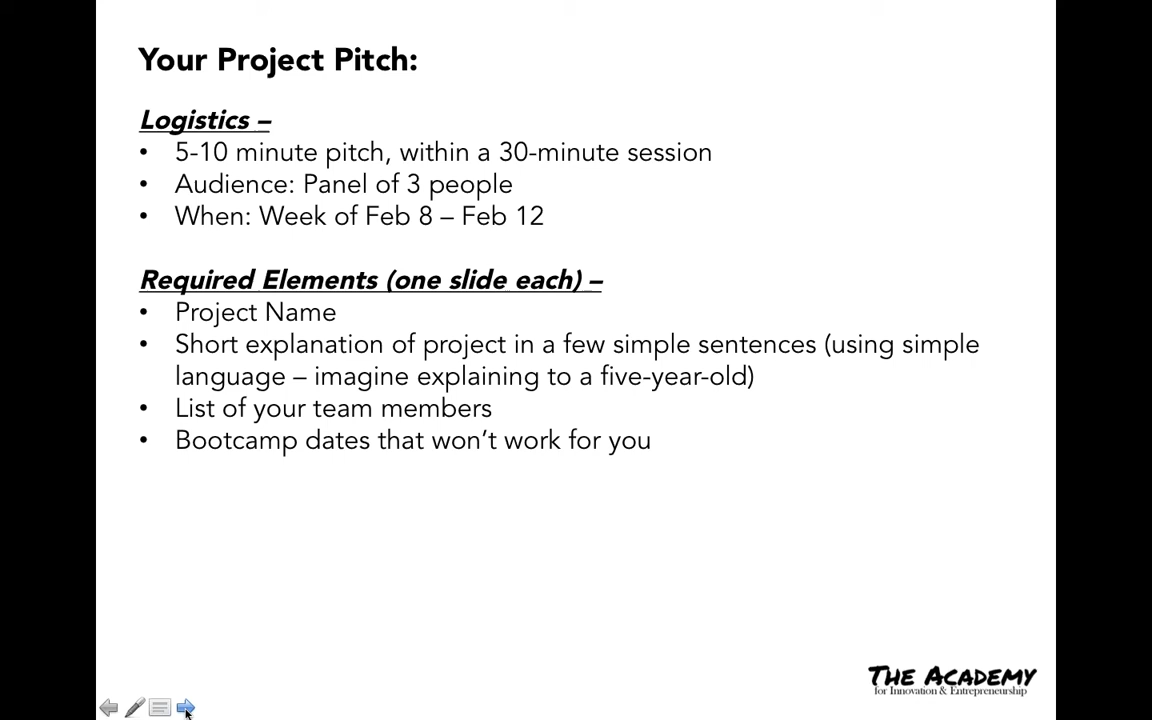 Your Project Pitch:
Logistics –
• 5-10 minute pitch, within a 30-minute session
• Audience: Panel of 3 people
• When: Week of Feb 8 – Feb 12
Required Elements (one slide each) –
• Project Name
• Short explanation of project in a few simple sentences (using simple
language – imagine explaining to a five-year-old)
• List of your team members
• Bootcamp dates that won’t work for you
The Academy
for Innovation & Entrepreneurship